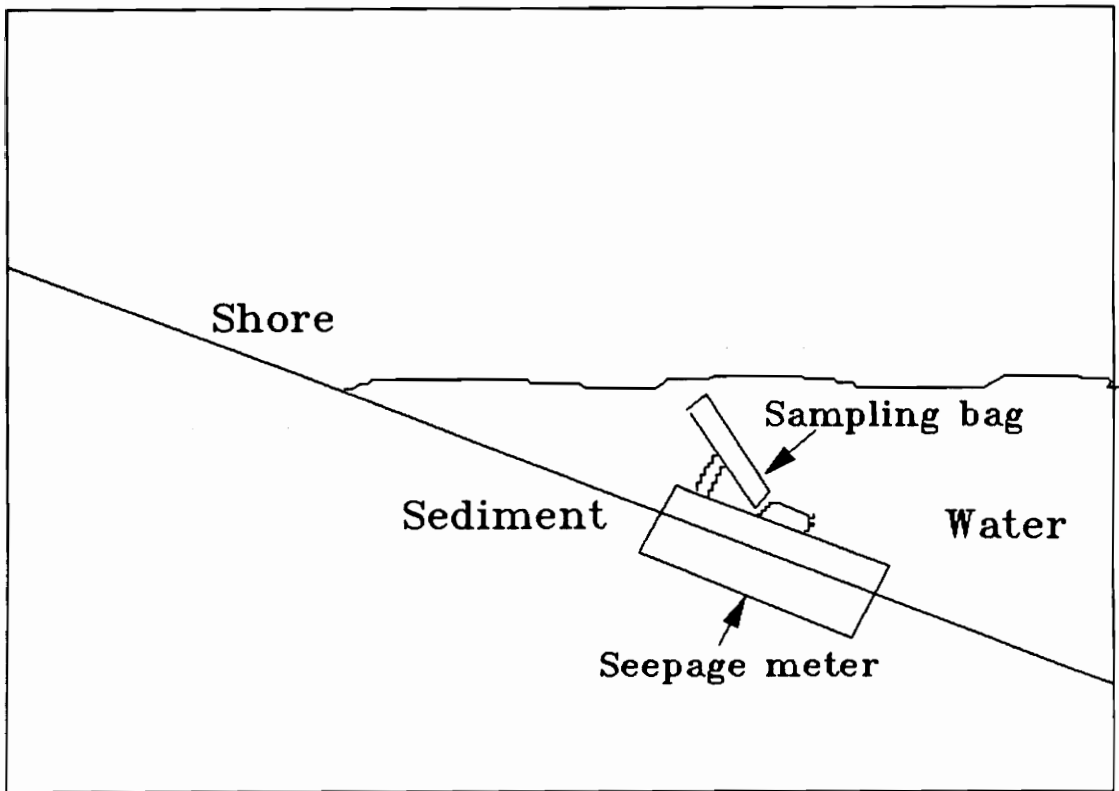 Shore
Sampling bag
Sediment
Water
Seepage meter